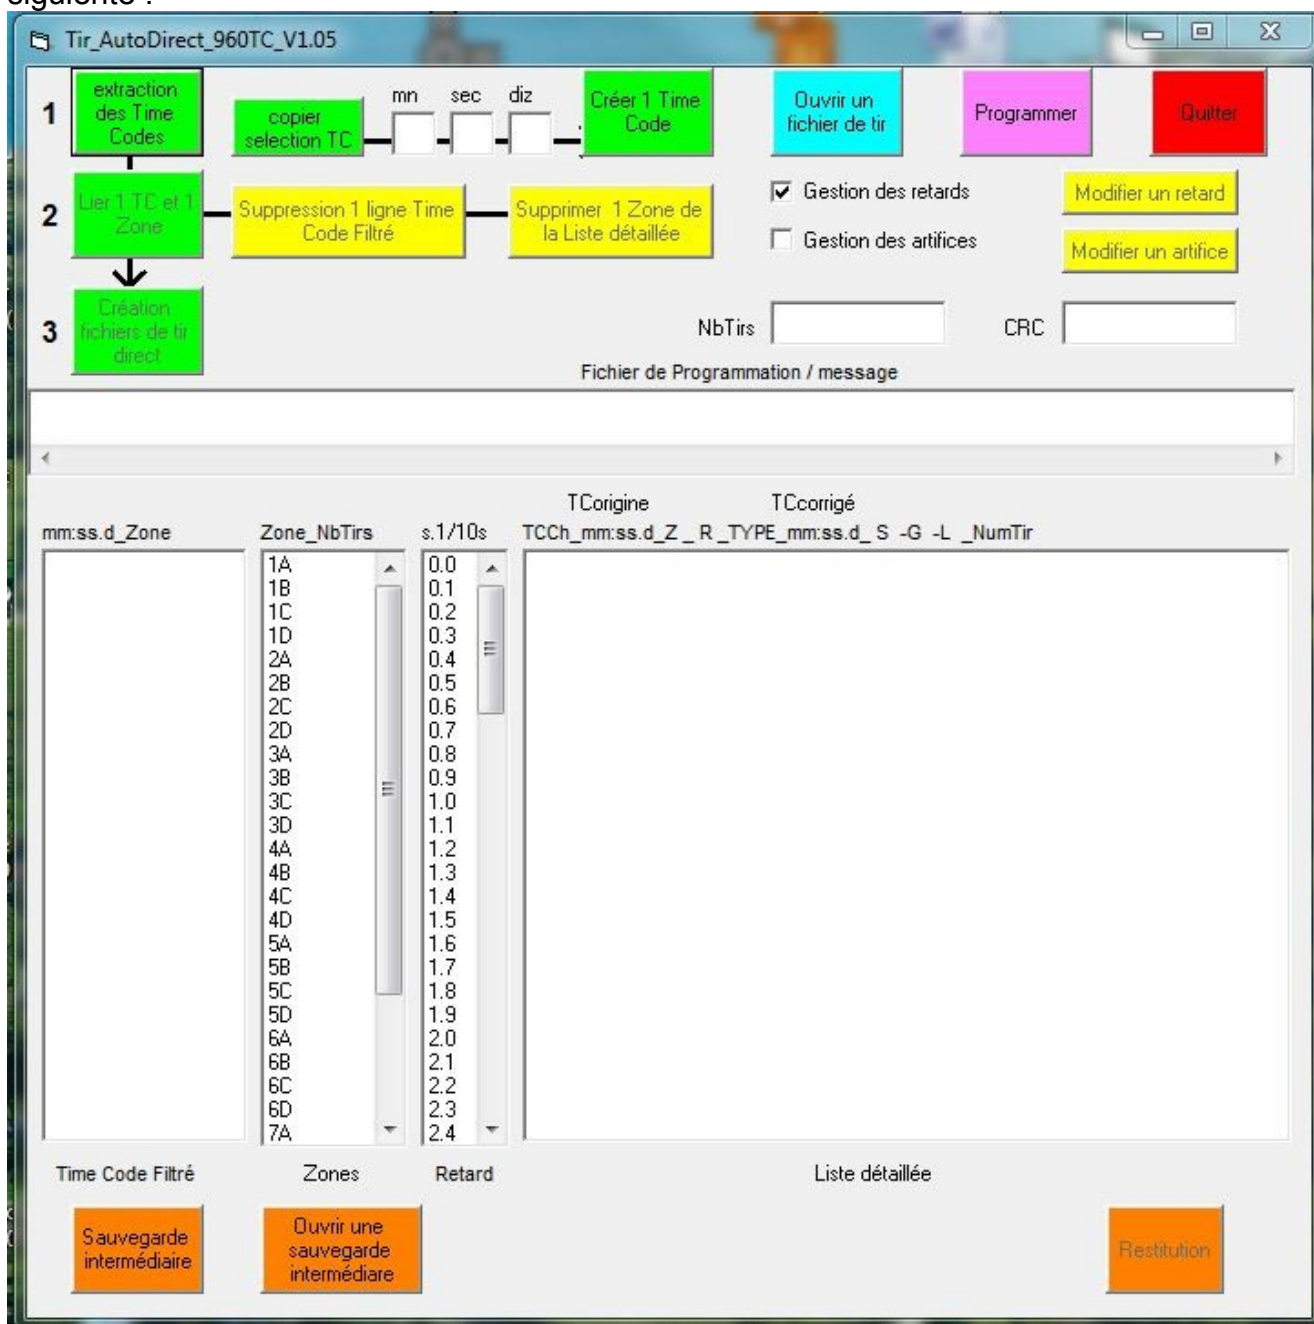 siguiente :
Tir_AutoDirect_960TC_V1.05
1
extraction
des Time
Codes
copier
selection TC
mn sec diz
Créer 1 Time
Code
Ouvrir un
fichier de tir
Programmer
Quitter
2
Lier 1 TC et 1
Zone
Suppression 1 ligne Time
Code Filtré
Supprimer 1 Zone de
la Liste détaillée
Gestion des retards
Modifier un retard
Gestion des artifices
Modifier un artifice
3
Création
fichiers de tir
direct
NbTirs
CRC
Fichier de Programmation / message
TCorigine TCcorrigé
mm:ss.d_Zone Zone_NbTirs s.1/10s TCCh_mm:ss.d_Z _ R _TYPE_mm:ss.d_ S -G -L _NumTir
1A 0.0
1B 0.1
1C 0.2
1D 0.3
2A 0.4
2B 0.5
2C 0.6
2D 0.7
3A 0.8
3B 0.9
3C 1.0
3D 1.1
4A 1.2
4B 1.3
4C 1.4
4D 1.5
5A 1.6
5B 1.7
5C 1.8
5D 1.9
6A 2.0
6B 2.1
6C 2.2
6D 2.3
7A 2.4
Time Code Filtré Zones Retard Liste détaillée
Sauvegarde
intermédiaire
Ouvrir une
sauvegarde
intermédiare
Restitution